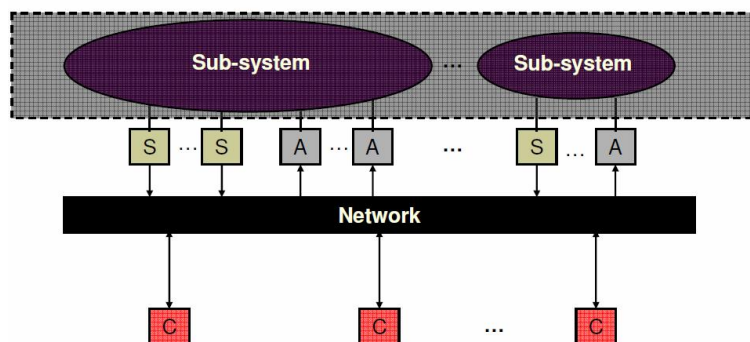 Sub-system ... Sub-system
S ... S A ... A ... S ... A
Network
C C ... C